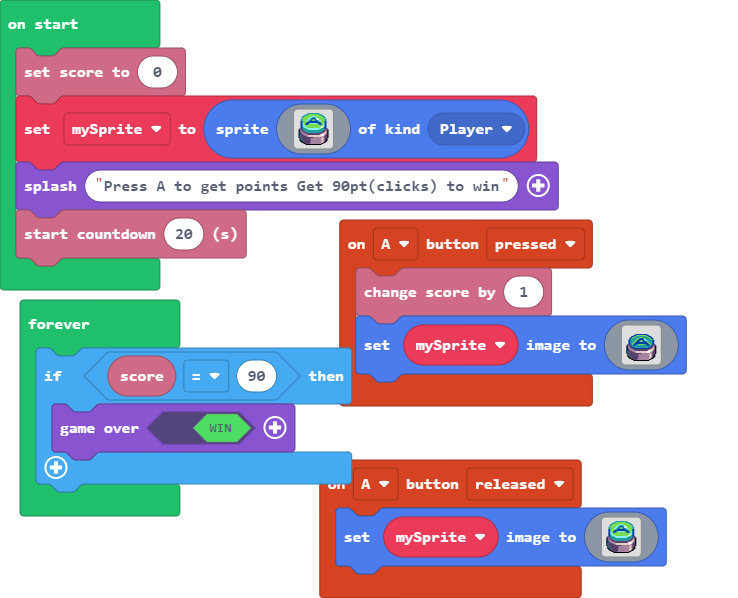 on start
set score to 0
set mySprite to sprite A of kind Player
splash "Press A to get points Get 90pt(clicks) to win"
start countdown 20 (s)
on A button pressed
change score by 1
set mySprite image to A
forever
if score = 90 then
game over WIN
on A button released
set mySprite image to A